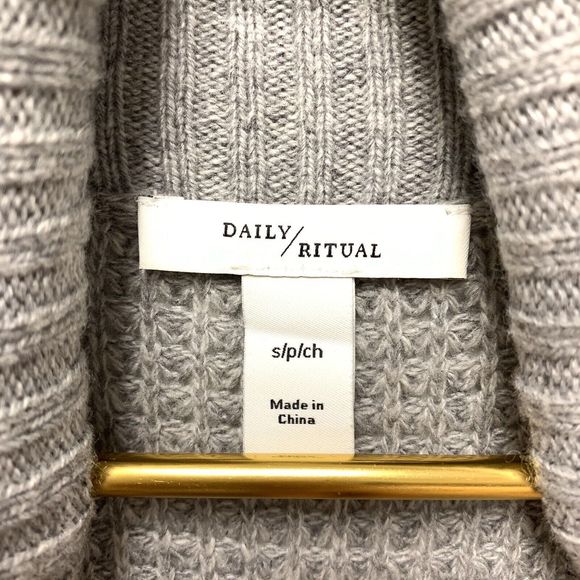 DAILY/
RITUAL
s/p/ch
Made in
China